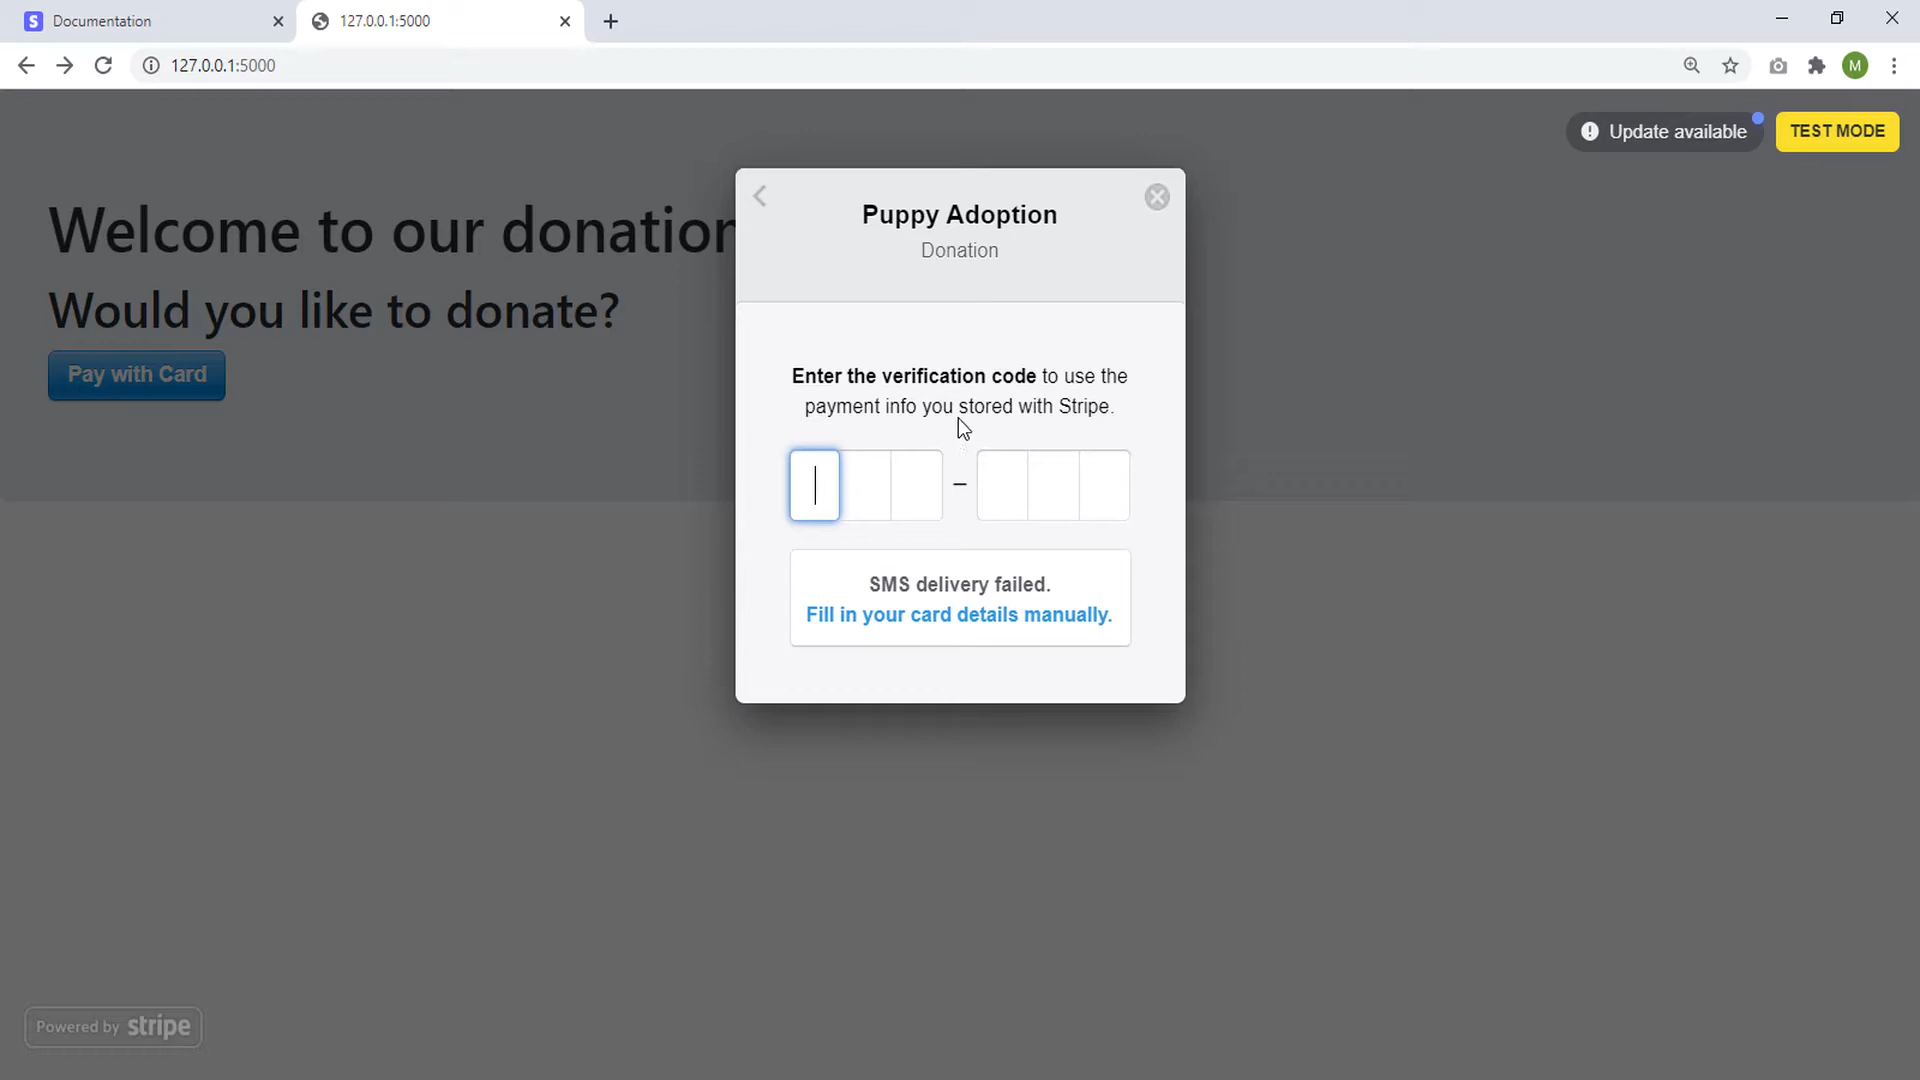 Documentation
127.0.0.1:5000
127.0.0.1:5000
M
Update available
TEST MODE
Welcome to our donation
Would you like to donate?
Pay with Card
Puppy Adoption
Donation
Enter the verification code to use the
payment info you stored with Stripe.
–
SMS delivery failed.
Fill in your card details manually.
Powered by stripe